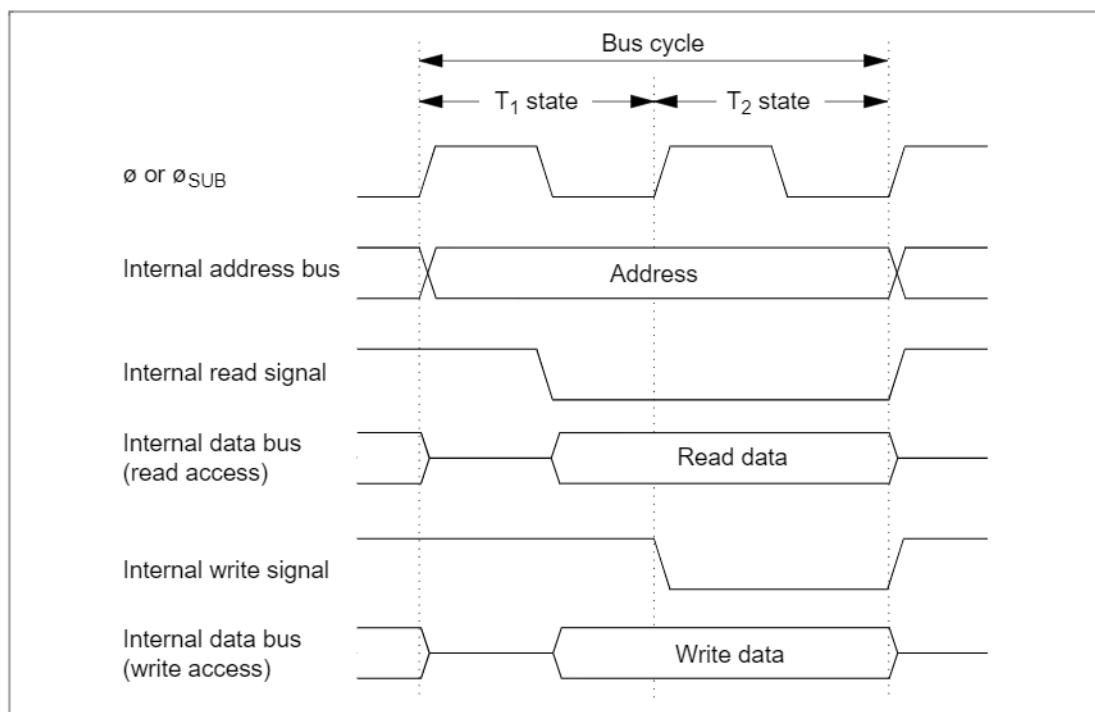 Bus cycle
T1 state
T2 state
ø or øSUB
Internal address bus
Address
Internal read signal
Internal data bus
(read access)
Read data
Internal write signal
Internal data bus
(write access)
Write data